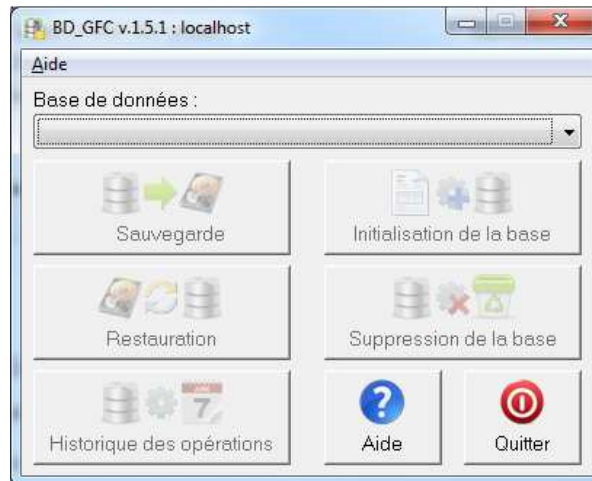 BD_GFC v.1.5.1 : localhost
Aide
Base de données :
Sauvegarde
Initialisation de la base
Restauration
Suppression de la base
7
Historique des opérations
Aide
Quitter